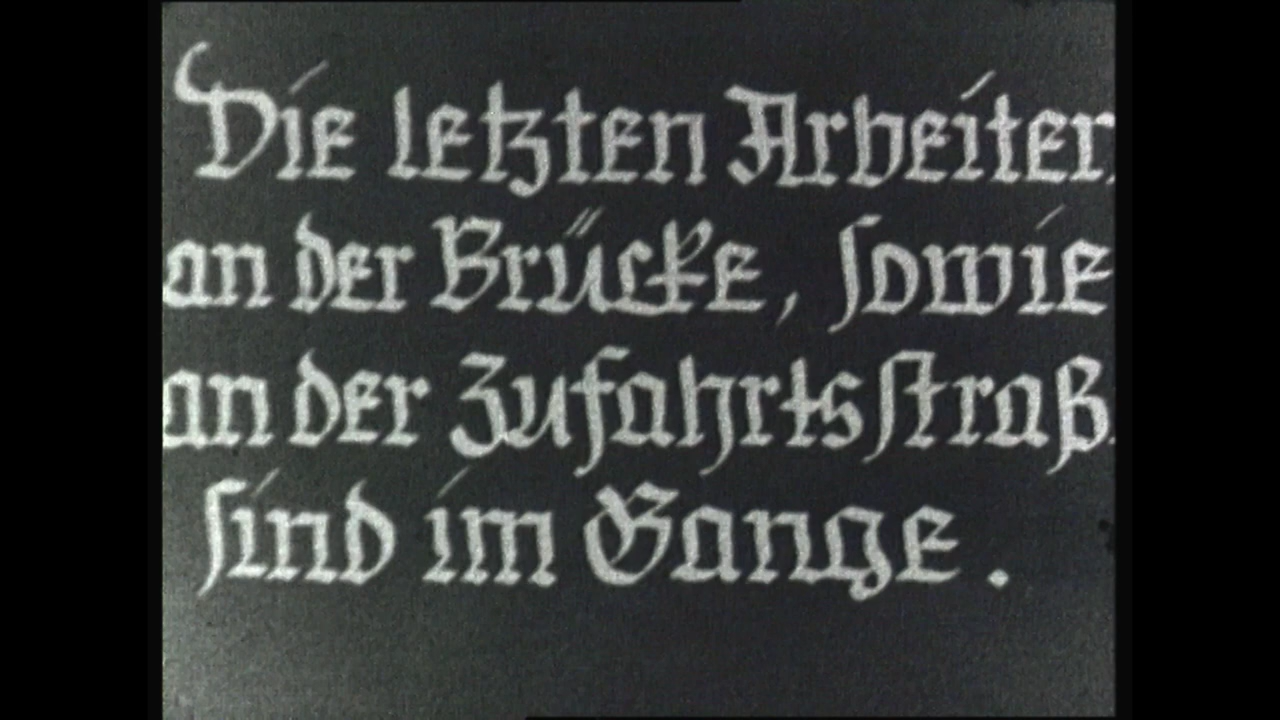 Die letzten Arbeiten
an der Brücke, sowie
an der Zufahrtsstraß
sind im Gange.